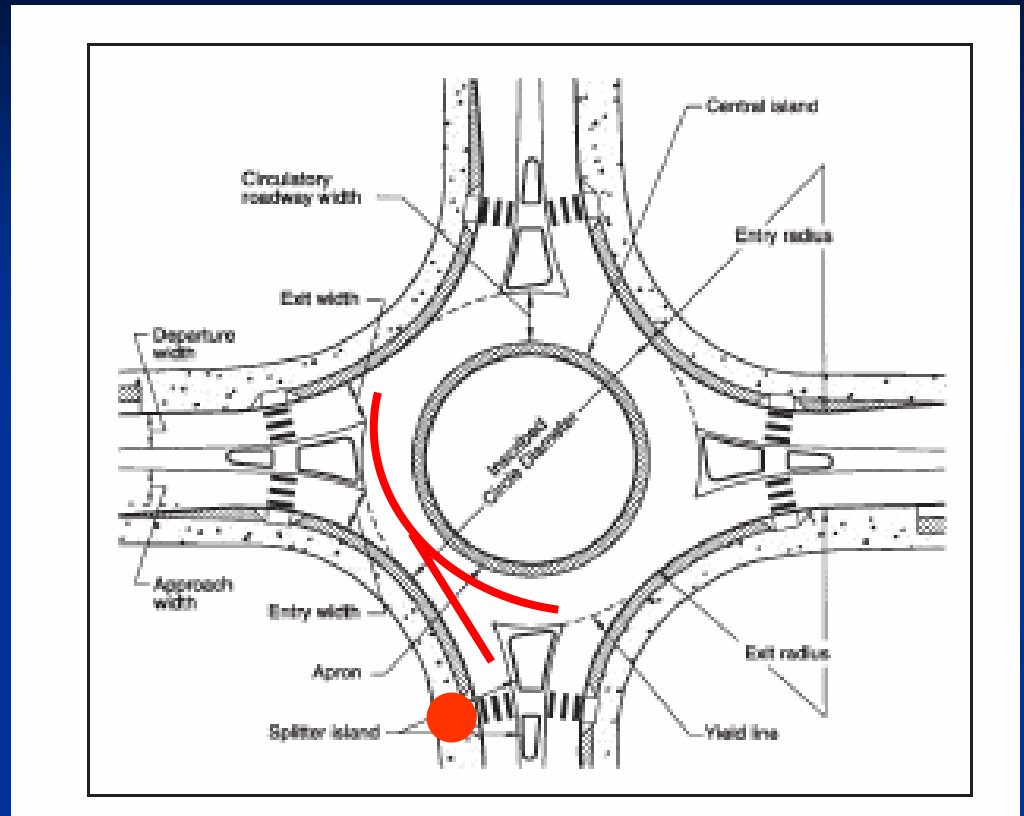 Central island
Circulatory
roadway width
Entry radius
Exit width
Departure
width
Inscribed
Circle Diameter
Approach
width
Entry width
Exit radius
Apron
Splitter island
Yield line